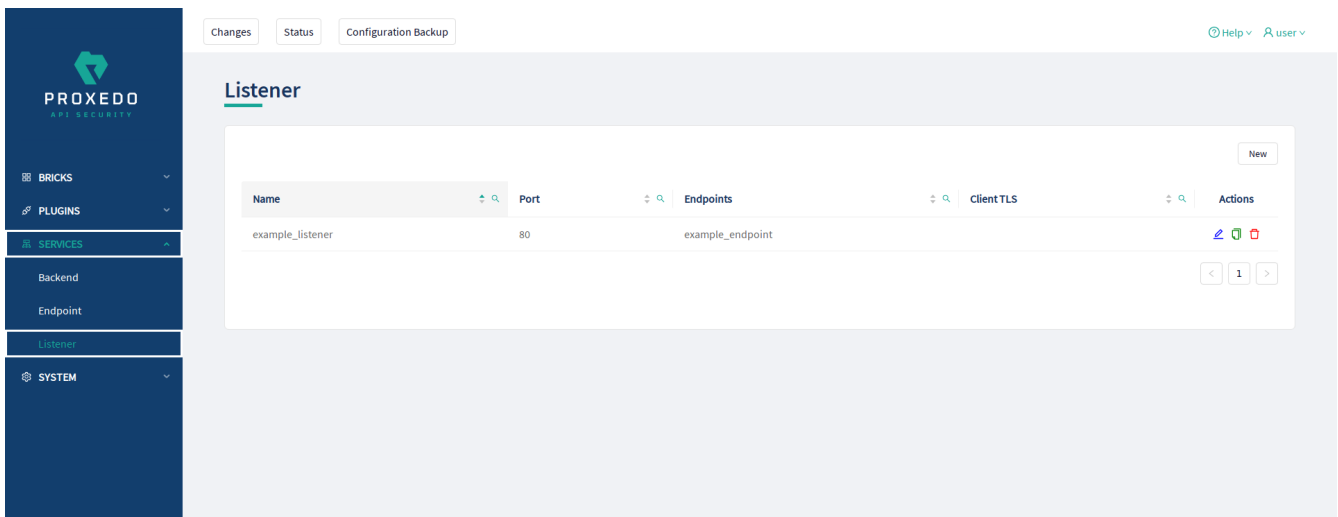 Changes Status Configuration Backup Help user
PROXEDO
API SECURITY
Listener
New
BRICKS
PLUGINS
SERVICES
Backend
Endpoint
Listener
SYSTEM
Name Port Endpoints Client TLS Actions
example_listener 80 example_endpoint
1